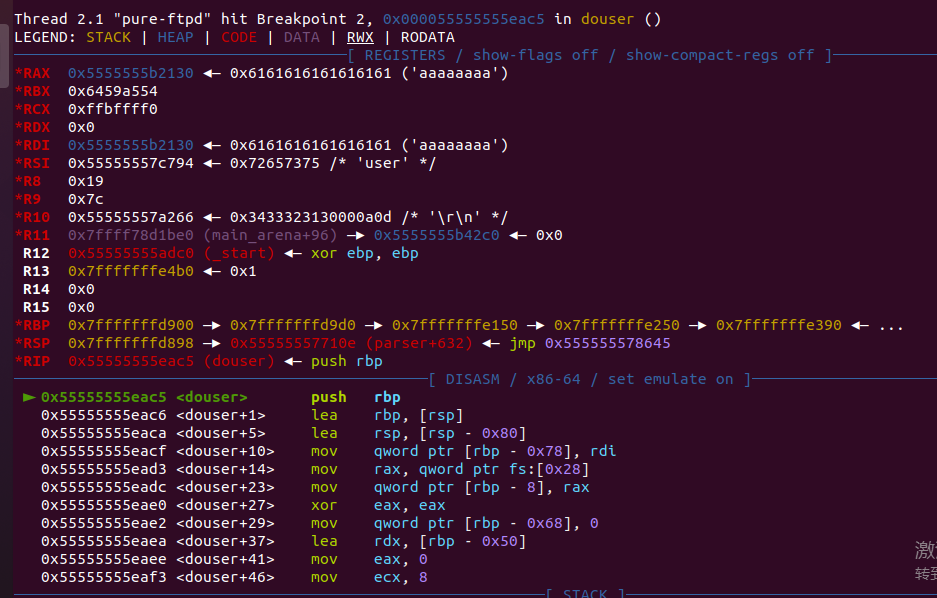 Thread 2.1 "pure-ftpd" hit Breakpoint 2, 0x000055555555eac5 in douser ()
LEGEND: STACK | HEAP | CODE | DATA | RWX | RODATA
[ REGISTERS / show-flags off / show-compact-regs off ]
*RAX 0x5555555b2130 ◂— 0x6161616161616161 ('aaaaaaaa')
*RBX 0x6459a554
*RCX 0xffbffff0
*RDX 0x0
*RDI 0x5555555b2130 ◂— 0x6161616161616161 ('aaaaaaaa')
*RSI 0x55555557c794 ◂— 0x72657375 /* 'user' */
*R8 0x19
*R9 0x7c
*R10 0x55555557a266 ◂— 0x3433323130000a0d /* '\r\n' */
*R11 0x7ffff78d1be0 (main_arena+96) —▸ 0x5555555b42c0 ◂— 0x0
R12 0x55555555adc0 (_start) ◂— xor ebp, ebp
R13 0x7fffffffe4b0 ◂— 0x1
R14 0x0
R15 0x0
*RBP 0x7fffffffd900 —▸ 0x7fffffffd9d0 —▸ 0x7fffffffe150 —▸ 0x7fffffffe250 —▸ 0x7fffffffe390 ◂— ...
*RSP 0x7fffffffd898 —▸ 0x55555557710e (parser+632) ◂— jmp 0x555555578645
*RIP 0x55555555eac5 (douser) ◂— push rbp
[ DISASM / x86-64 / set emulate on ]
► 0x55555555eac5 <douser> push rbp
0x55555555eac6 <douser+1> lea rbp, [rsp]
0x55555555eaca <douser+5> lea rsp, [rsp - 0x80]
0x55555555eacf <douser+10> mov qword ptr [rbp - 0x78], rdi
0x55555555ead3 <douser+14> mov rax, qword ptr fs:[0x28]
0x55555555eadc <douser+23> mov qword ptr [rbp - 8], rax
0x55555555eae0 <douser+27> xor eax, eax
0x55555555eae2 <douser+29> mov qword ptr [rbp - 0x68], 0
0x55555555eaea <douser+37> lea rdx, [rbp - 0x50]
0x55555555eaee <douser+41> mov eax, 0
0x55555555eaf3 <douser+46> mov ecx, 8
[ STACK ]
转到